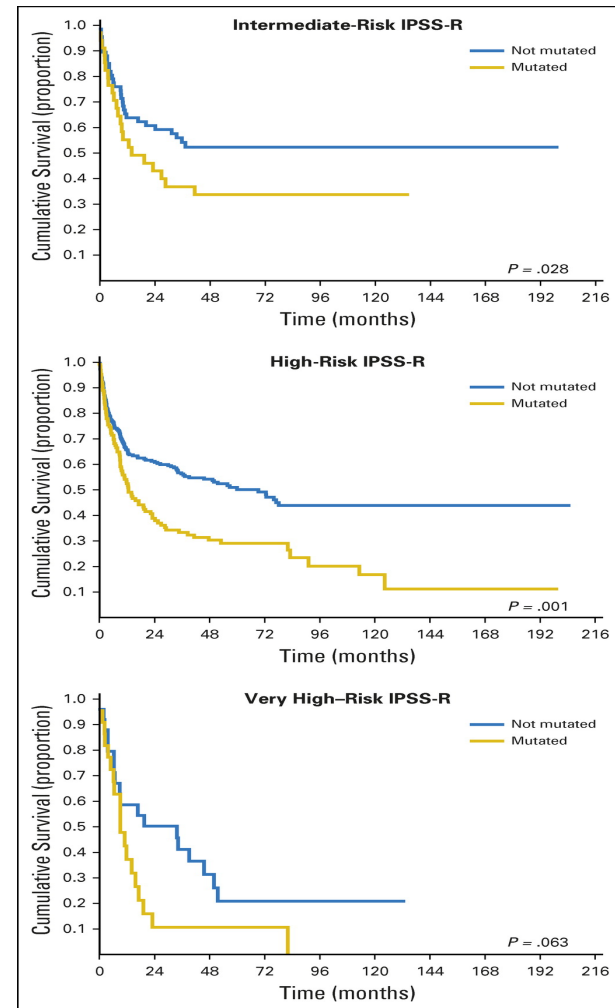 Intermediate-Risk IPSS-R
Cumulative Survival (proportion)
1.0
0.9
0.8
0.7
0.6
0.5
0.4
0.3
0.2
0.1
Not mutated
Mutated
P = .028
0 24 48 72 96 120 144 168 192 216
Time (months)
High-Risk IPSS-R
Cumulative Survival (proportion)
1.0
0.9
0.8
0.7
0.6
0.5
0.4
0.3
0.2
0.1
Not mutated
Mutated
P = .001
0 24 48 72 96 120 144 168 192 216
Time (months)
Very High–Risk IPSS-R
Cumulative Survival (proportion)
1.0
0.9
0.8
0.7
0.6
0.5
0.4
0.3
0.2
0.1
Not mutated
Mutated
P = .063
0 24 48 72 96 120 144 168 192 216
Time (months)